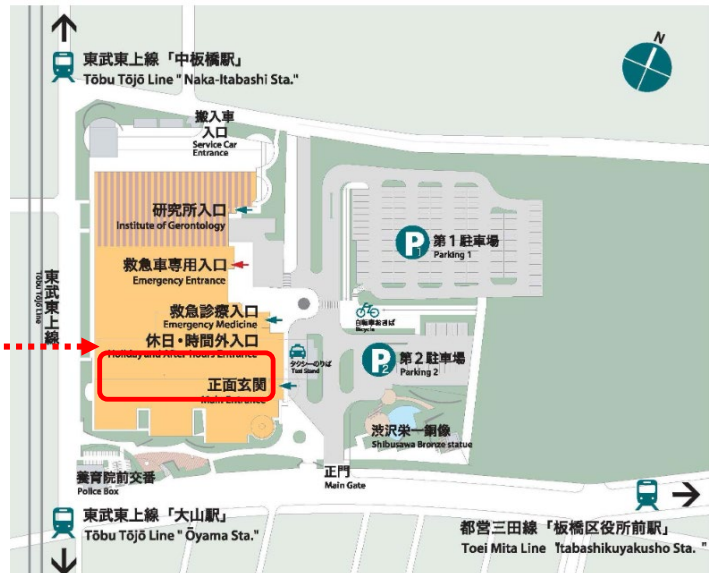 N
東武東上線「中板橋駅」
Tōbu Tōjō Line " Naka-Itabashi Sta."
搬入車
入口
Service Car
Entrance
研究所入口
Institute of Gerontology
P1
第1駐車場
Parking 1
救急車専用入口
Emergency Entrance
東武東上線
Tōbu Tōjō Line
救急診療入口
Emergency Medicine
自転車おきば
Bicycle
休日・時間外入口
Holiday and After-hours Entrance
タクシーのりば
Taxi Stand
P2
第2駐車場
Parking 2
正面玄関
Main Entrance
渋沢栄一銅像
Shibusawa Bronze statue
養育院前交番
Police Box
正門
Main Gate
東武東上線「大山駅」
Tōbu Tōjō Line " Ōyama Sta."
都営三田線「板橋区役所前駅」
Toei Mita Line "Itabashikuyakusho Sta. "